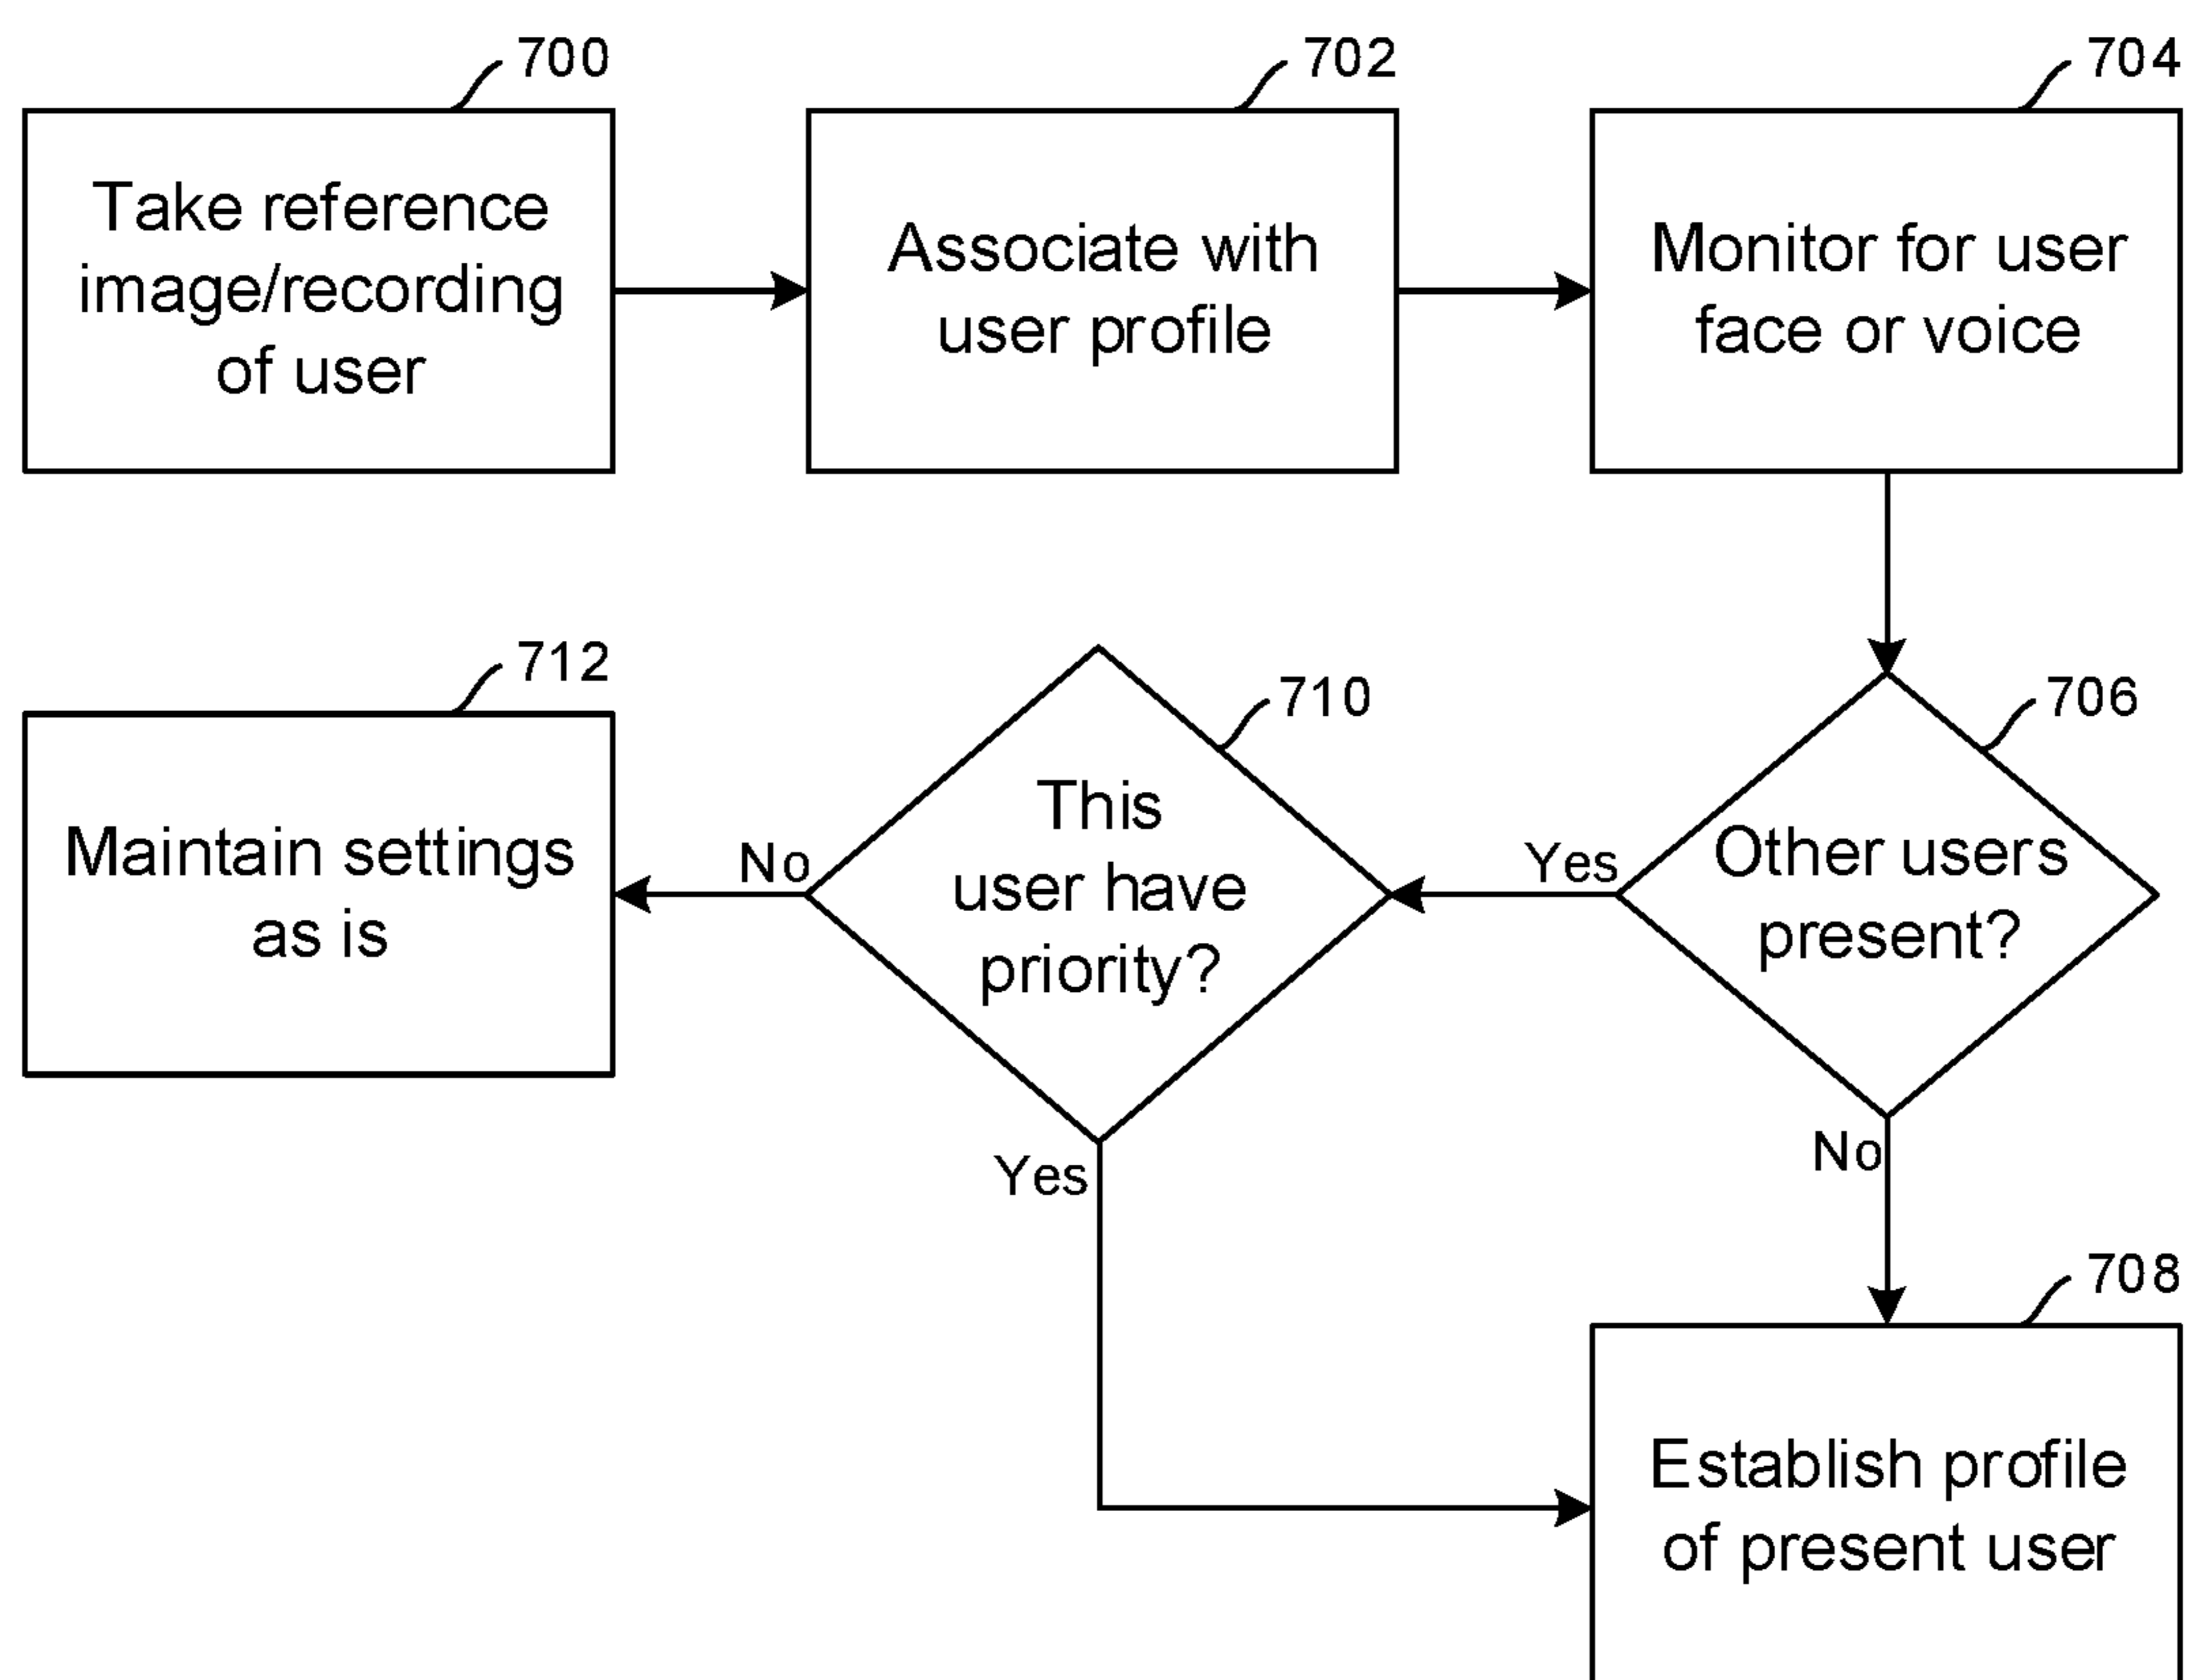 700
Take reference
image/recording
of user
702
Associate with
user profile
704
Monitor for user
face or voice
706
Other users
present?
Yes
No
710
This
user have
priority?
No
Yes
712
Maintain settings
as is
708
Establish profile
of present user